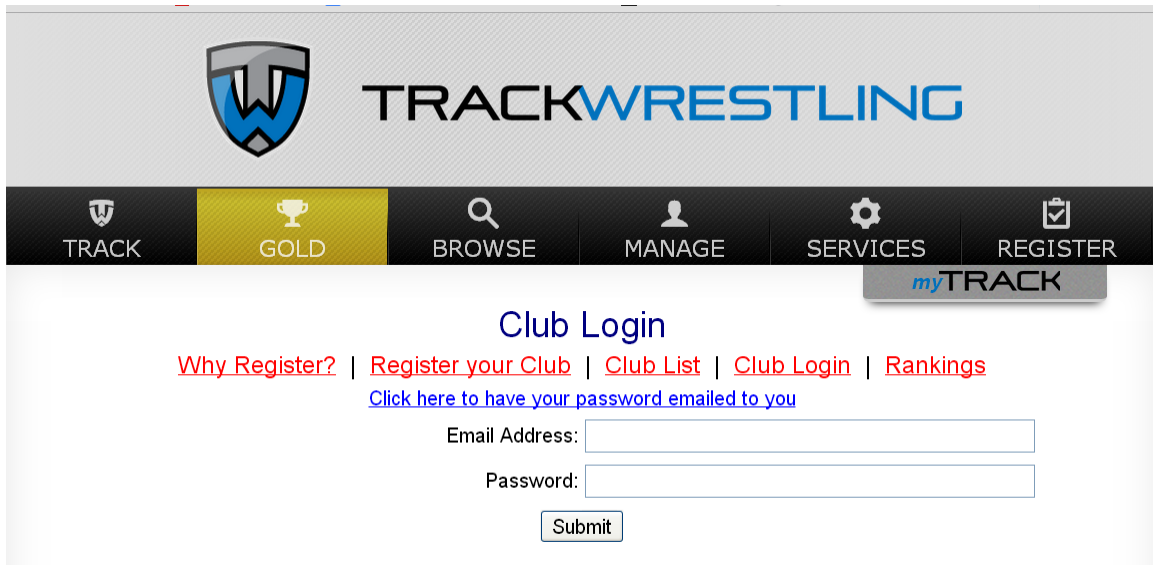 TRACKWRESTLING
TRACK GOLD BROWSE MANAGE SERVICES REGISTER
myTRACK
Club Login
Why Register? | Register your Club | Club List | Club Login | Rankings
Click here to have your password emailed to you
Email Address:
Password:
Submit